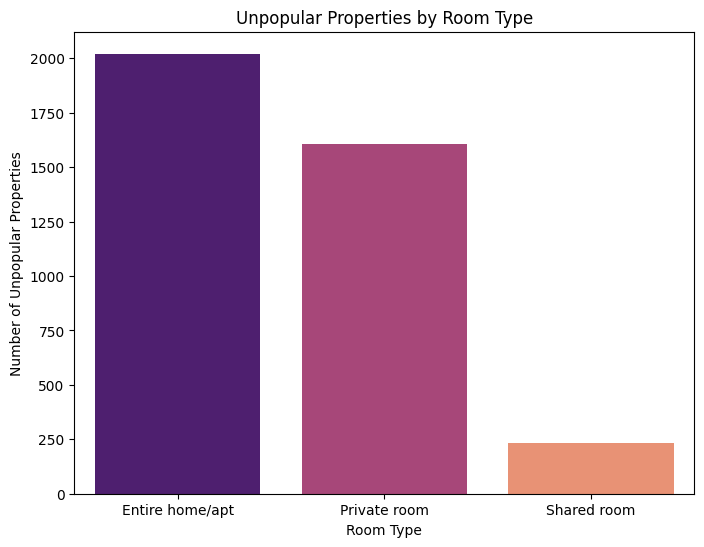 Unpopular Properties by Room Type
Number of Unpopular Properties
2000
1750
1500
1250
1000
750
500
250
0
Entire home/apt
Private room
Shared room
Room Type